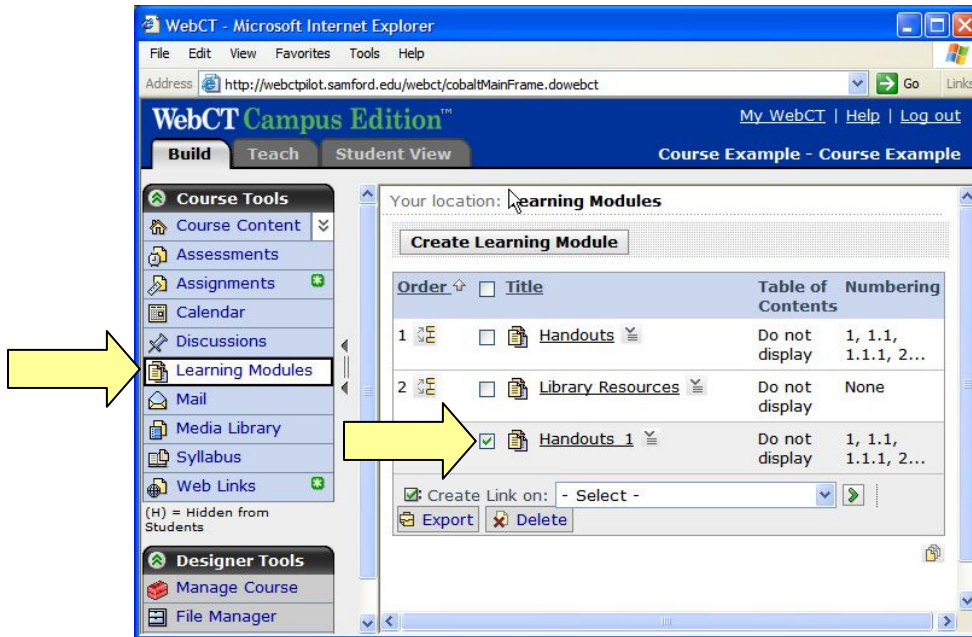 WebCT - Microsoft Internet Explorer
File Edit View Favorites Tools Help
Address http://webctpilot.samford.edu/webct/cobaltMainFrame.dowebct Go Links
WebCT Campus Edition™ My WebCT | Help | Log out
Build Teach Student View Course Example - Course Example
Course Tools
Course Content
Assessments
Assignments
Calendar
Discussions
Learning Modules
Mail
Media Library
Syllabus
Web Links
(H) = Hidden from
Students
Designer Tools
Manage Course
File Manager
Your location: Learning Modules
Create Learning Module
Order Title Table of Contents Numbering
1 Handouts Do not display 1, 1.1, 1.1.1, 2...
2 Library Resources Do not display None
Handouts_1 Do not display 1, 1.1, 1.1.1, 2...
Create Link on: - Select -
Export Delete